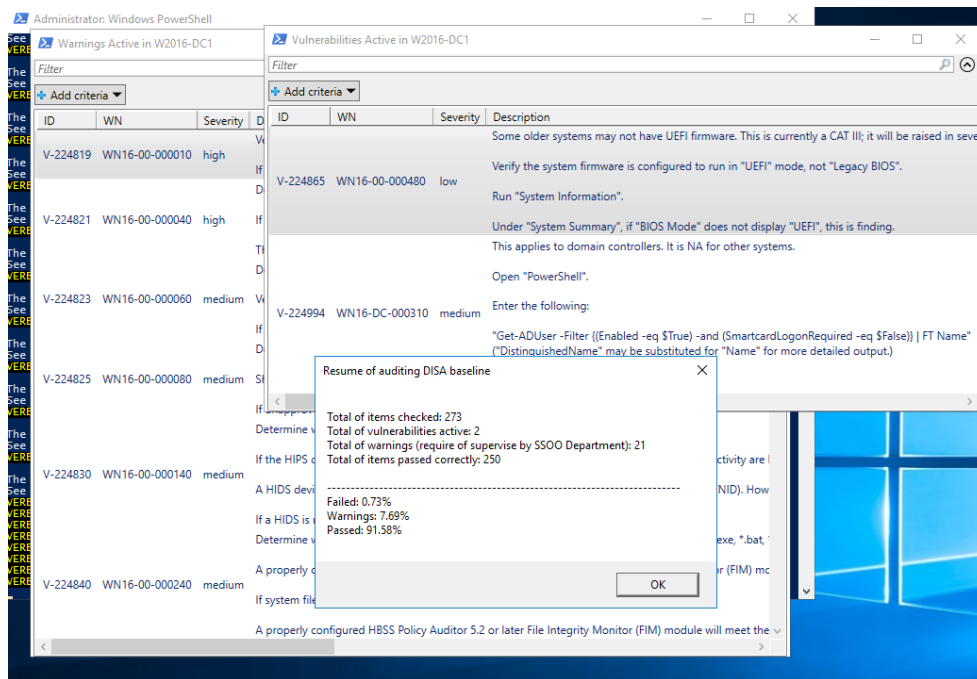 Administrator: Windows PowerShell
Warnings Active in W2016-DC1
Filter
Add criteria
ID WN Severity
V-224819 WN16-00-000010 high
If
V-224821 WN16-00-000040 high If
V-224823 WN16-00-000060 medium
If
V-224825 WN16-00-000080 medium
Determine
If the HIPS
V-224830 WN16-00-000140 medium
A HIDS
NID). How
If a HIDS is
Determine
exe, *.bat,
A properly
(FIM)
V-224840 WN16-00-000240 medium
If system
A properly configured HBSS Policy Auditor 5.2 or later File Integrity Monitor (FIM) module will meet the
Vulnerabilities Active in W2016-DC1
Filter
Add criteria
ID WN Severity Description
Some older systems may not have UEFI firmware. This is currently a CAT III; it will be raised in seve
Verify the system firmware is configured to run in "UEFI" mode, not "Legacy BIOS".
V-224865 WN16-00-000480 low
Run "System Information".
Under "System Summary", if "BIOS Mode" does not display "UEFI", this is finding.
This applies to domain controllers. It is NA for other systems.
Open "PowerShell".
Enter the following:
V-224994 WN16-DC-000310 medium
"Get-ADUser -Filter {(Enabled -eq $True) -and (SmartcardLogonRequired -eq $False)} | FT Name"
("DistinquishedName" may be substituted for "Name" for more detailed output.)
Resume of auditing DISA baseline
Total of items checked: 273
Total of vulnerabilities active: 2
Total of warnings (require of supervise by SSOO Department): 21
Total of items passed correctly: 250
--------------------------------------------------------------------------------
Failed: 0.73%
Warnings: 7.69%
Passed: 91.58%
OK